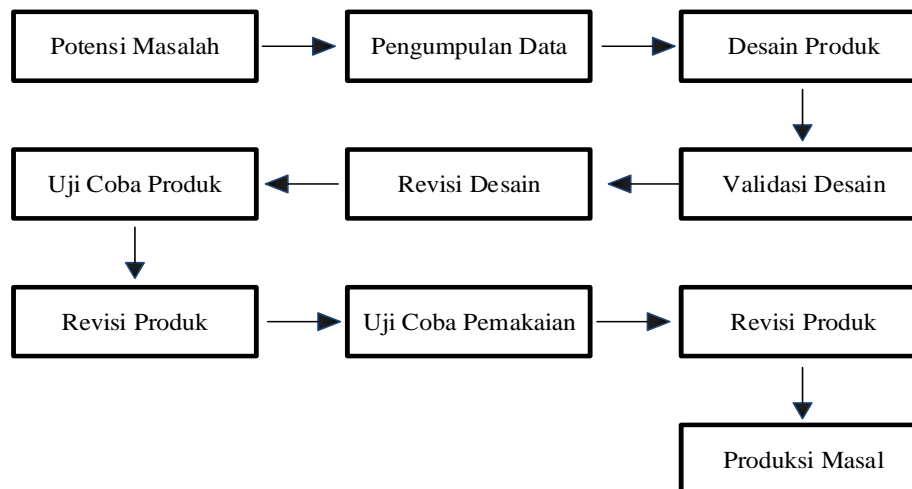 Potensi Masalah
Pengumpulan Data
Desain Produk
Validasi Desain
Revisi Desain
Uji Coba Produk
Revisi Produk
Uji Coba Pemakaian
Revisi Produk
Produksi Masal